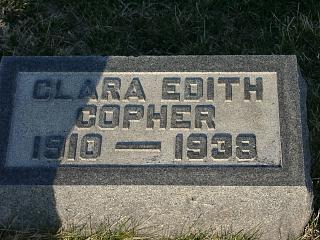 CLARA EDITH
COPHER
1910 — 1938